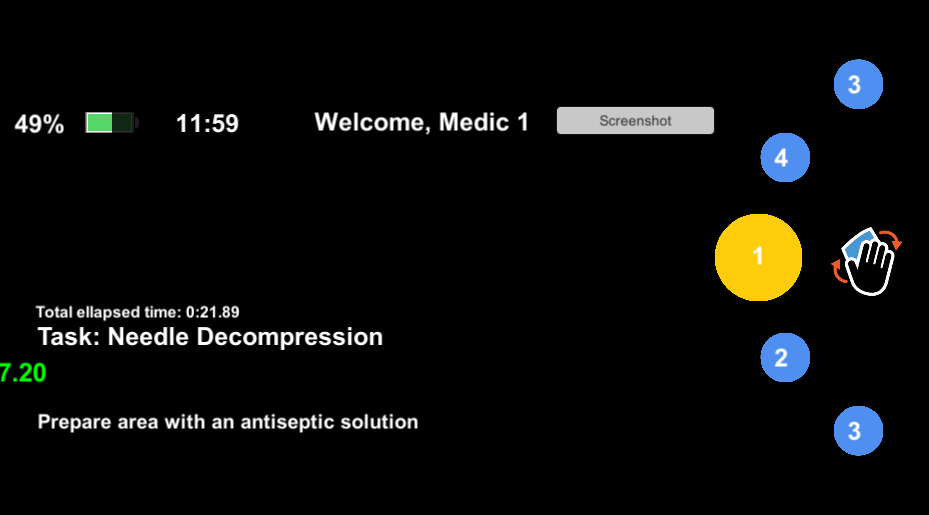 3
49%
11:59
Welcome, Medic 1
Screenshot
4
1
Total ellapsed time: 0:21.89
Task: Needle Decompression
7.20
2
Prepare area with an antiseptic solution
3